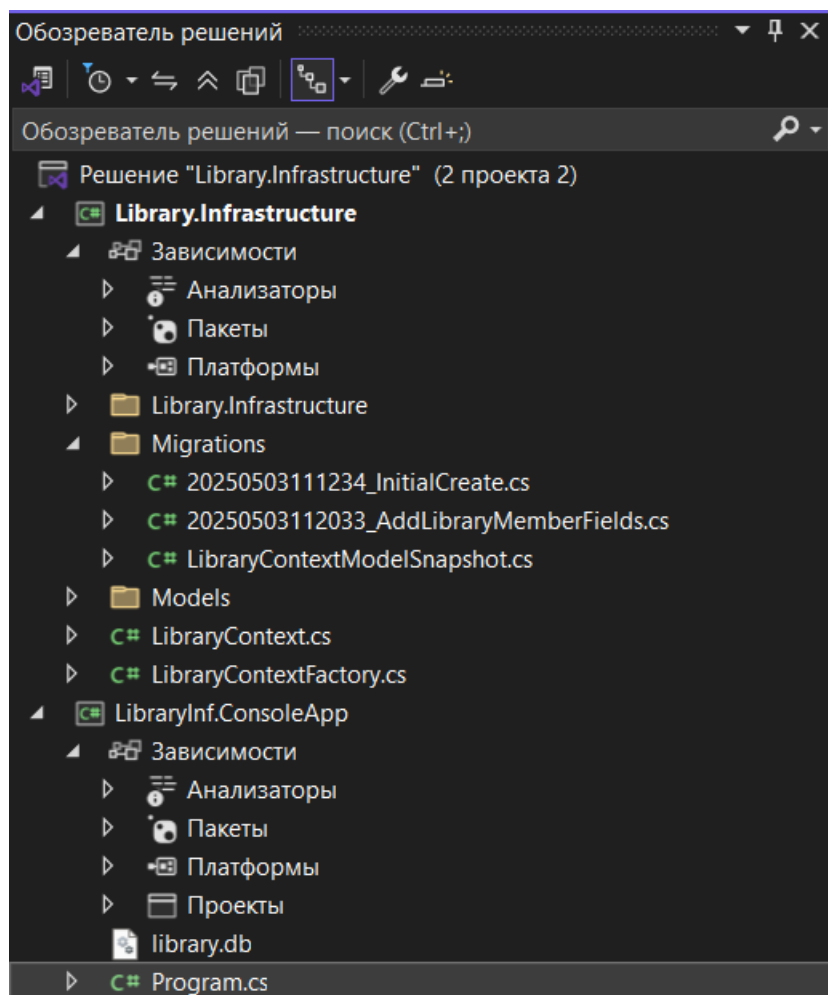 Обозреватель решений
Обозреватель решений — поиск (Ctrl+;)
Решение "Library.Infrastructure" (2 проекта 2)
C# Library.Infrastructure
Зависимости
Анализаторы
Пакеты
Платформы
Library.Infrastructure
Migrations
C# 20250503111234_InitialCreate.cs
C# 20250503112033_AddLibraryMemberFields.cs
C# LibraryContextModelSnapshot.cs
Models
C# LibraryContext.cs
C# LibraryContextFactory.cs
C# LibraryInf.ConsoleApp
Зависимости
Анализаторы
Пакеты
Платформы
Проекты
library.db
C# Program.cs